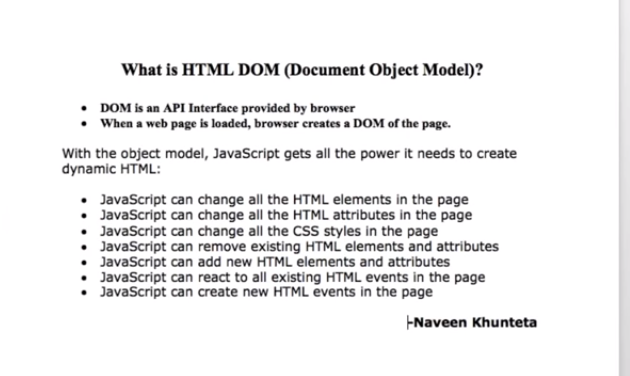 What is HTML DOM (Document Object Model)?
• DOM is an API Interface provided by browser
• When a web page is loaded, browser creates a DOM of the page.
With the object model, JavaScript gets all the power it needs to create
dynamic HTML:
• JavaScript can change all the HTML elements in the page
• JavaScript can change all the HTML attributes in the page
• JavaScript can change all the CSS styles in the page
• JavaScript can remove existing HTML elements and attributes
• JavaScript can add new HTML elements and attributes
• JavaScript can react to all existing HTML events in the page
• JavaScript can create new HTML events in the page
-Naveen Khunteta